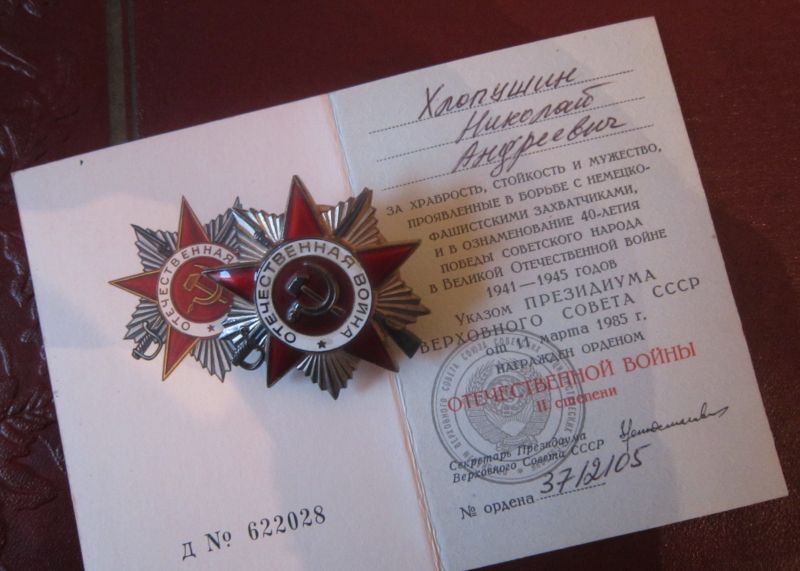 ОТЕЧЕСТВЕННАЯ
ОТЕЧЕСТВЕННАЯ ВОЙНА
Д № 622028
Хлопушин
Николай
Андреевич
ЗА ХРАБРОСТЬ, СТОЙКОСТЬ И МУЖЕСТВО,
ПРОЯВЛЕННЫЕ В БОРЬБЕ С НЕМЕЦКО-
ФАШИСТСКИМИ ЗАХВАТЧИКАМИ,
И В ОЗНАМЕНОВАНИЕ 40-ЛЕТИЯ
ПОБЕДЫ СОВЕТСКОГО НАРОДА
В ВЕЛИКОЙ ОТЕЧЕСТВЕННОЙ ВОЙНЕ
1941—1945 ГОДОВ
УКАЗОМ ПРЕЗИДИУМА
ВЕРХОВНОГО СОВЕТА СССР
от 11 марта 1985 г.
НАГРАЖДЕН ОРДЕНОМ
ОТЕЧЕСТВЕННОЙ ВОЙНЫ
II степени
Секретарь Президиума
Верховного Совета СССР
№ ордена 3712105